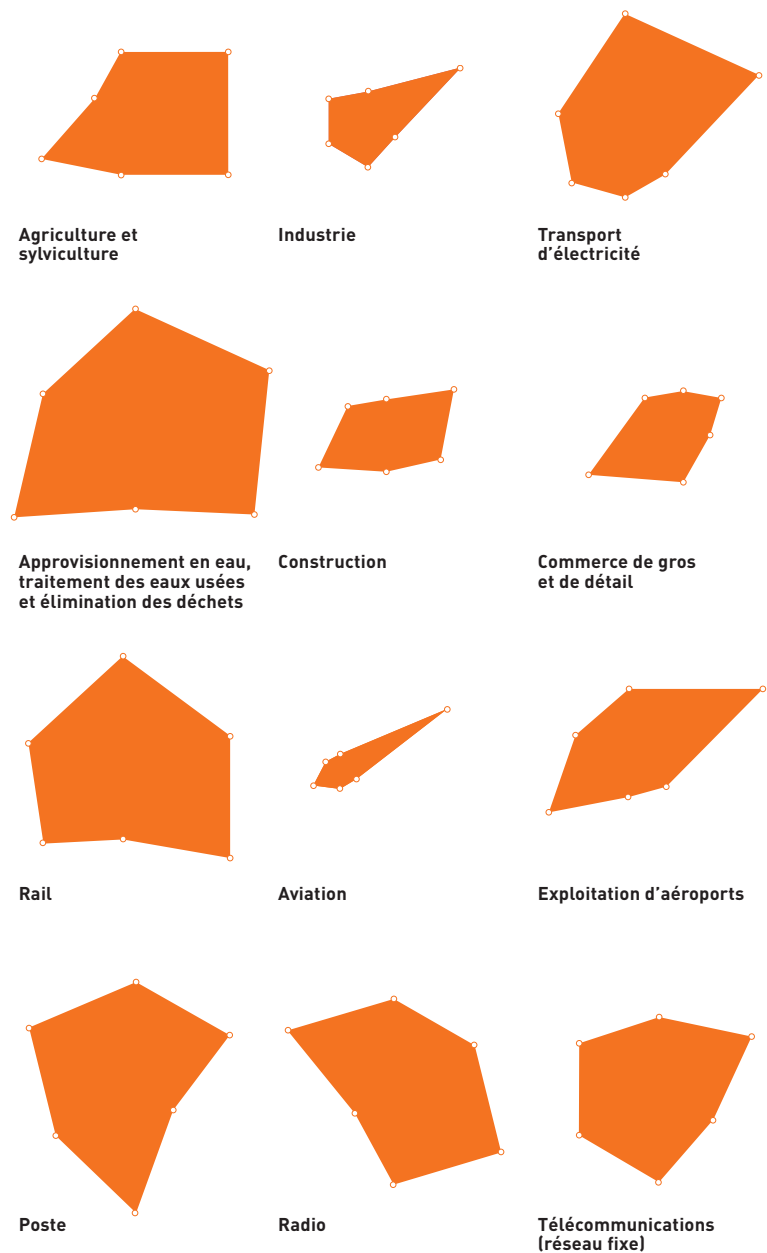 Agriculture et
sylviculture
Industrie
Transport
d'électricité
Approvisionnement en eau,
traitement des eaux usées
et élimination des déchets
Construction
Commerce de gros
et de détail
Rail
Aviation
Exploitation d'aéroports
Poste
Radio
Télécommunications
(réseau fixe)